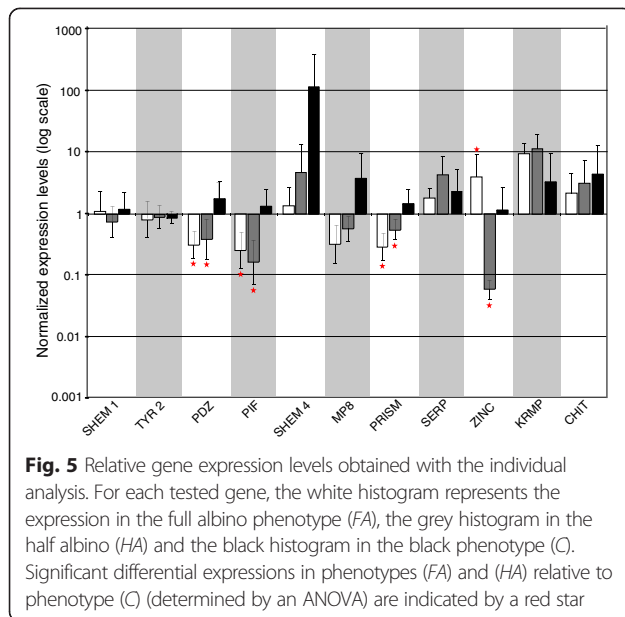 1000
100
10
1
0.1
0.01
0.001
Normalized expression levels (log scale)
SHEM 1
TYR 2
PDZ
PIF
SHEM 4
MP8
PRISM
SERP
ZINC
KRMP
CHIT
Fig. 5 Relative gene expression levels obtained with the individual
analysis. For each tested gene, the white histogram represents the
expression in the full albino phenotype (FA), the grey histogram in the
half albino (HA) and the black histogram in the black phenotype (C).
Significant differential expressions in phenotypes (FA) and (HA) relative to
phenotype (C) (determined by an ANOVA) are indicated by a red star